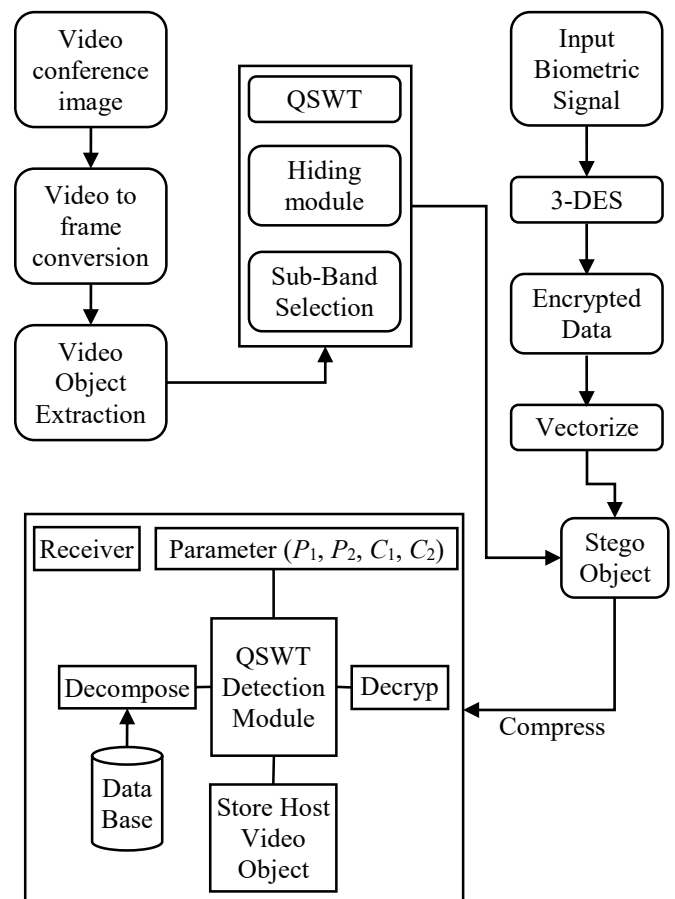 Video
conference
image
Video to
frame
conversion
Video
Object
Extraction
QSWT
Hiding
module
Sub-Band
Selection
Input
Biometric
Signal
3-DES
Encrypted
Data
Vectorize
Stego
Object
Compress
Receiver
Parameter (P1, P2, C1, C2)
QSWT
Detection
Module
Decompose
Decryp
Data
Base
Store Host
Video
Object